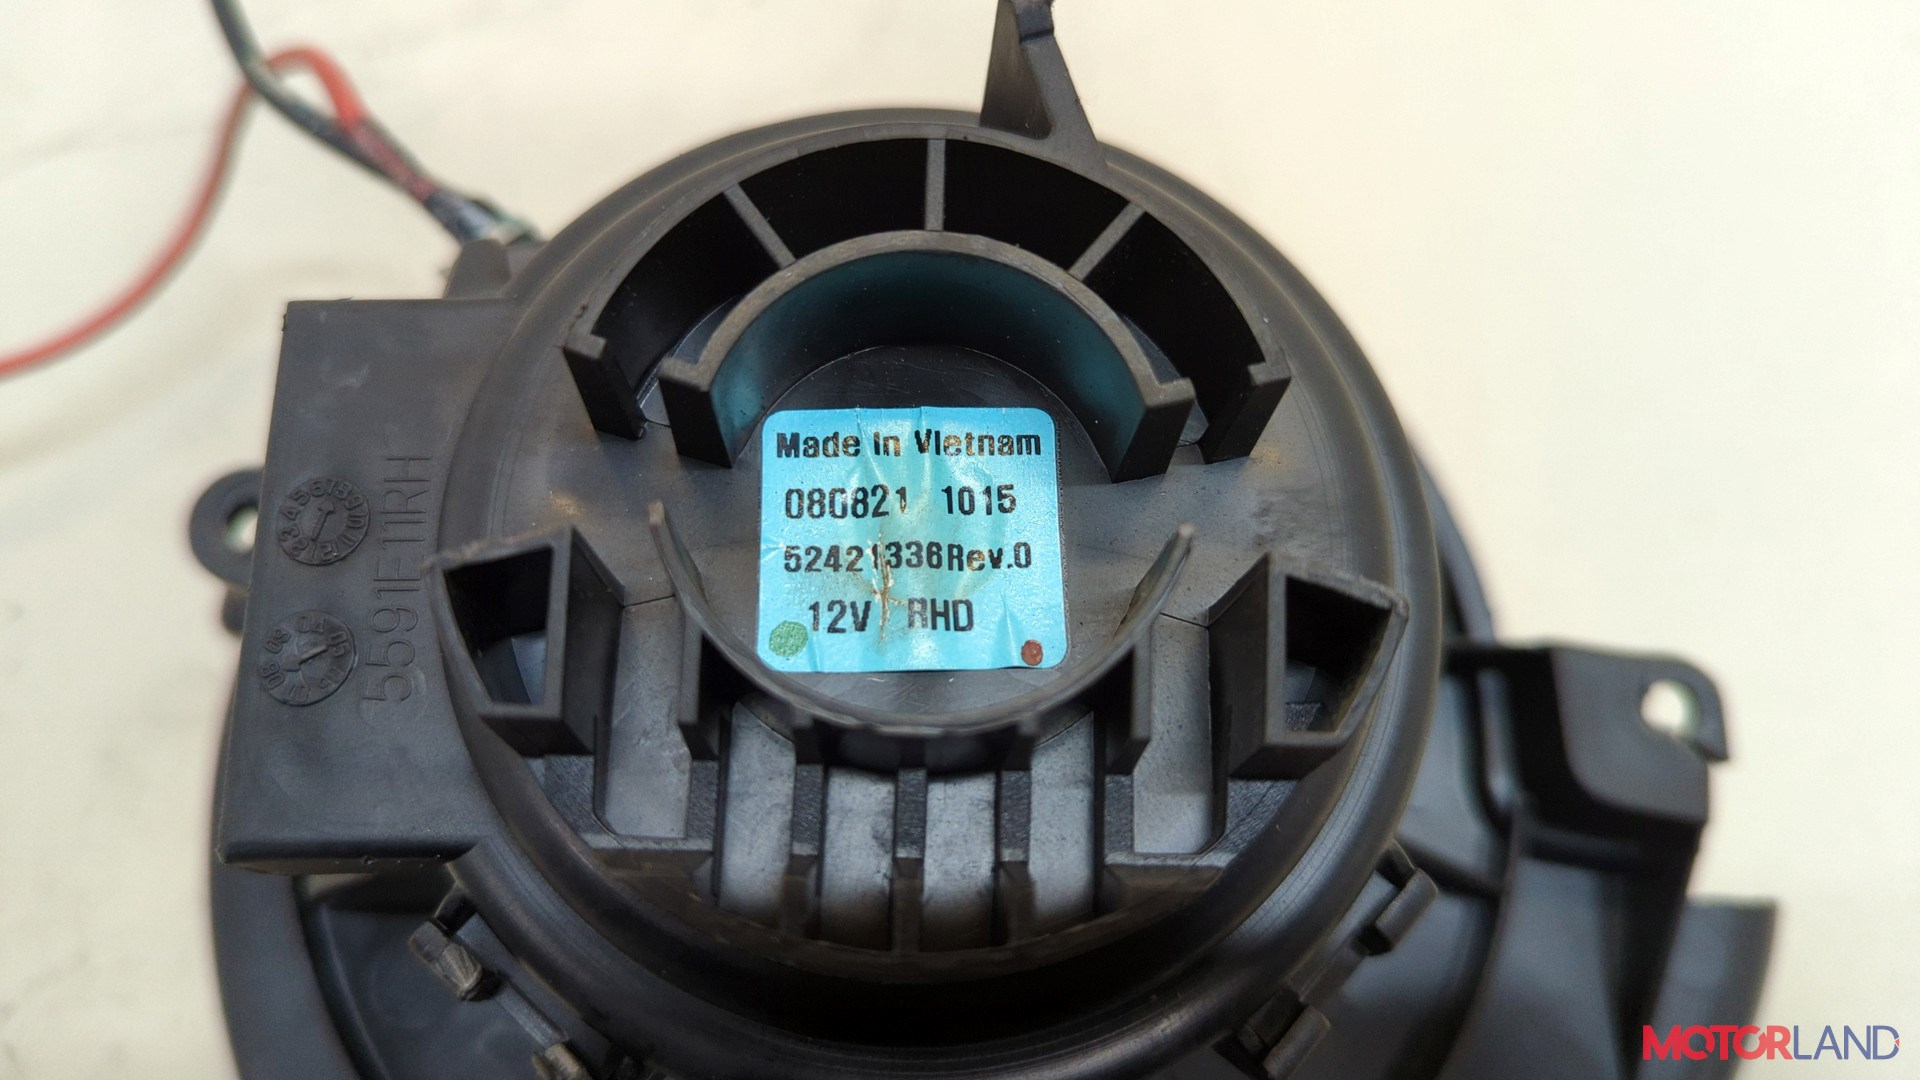 Made In Vietnam
080821 1015
52421336Rev.0
12V RHD
5591F11RH
MOTORLAND